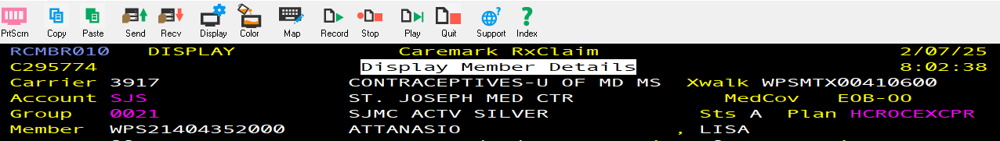 PrtScrn Copy Paste Send Recv Display Color Map Record Stop Play Quit Support Index
RCMBR010 DISPLAY Caremark RxClaim 2/07/25
C295774 Display Member Details 8:02:38
Carrier 3917 CONTRACEPTIVES-U OF MD MS Xwalk WPSMTX00410600
Account SJS ST. JOSEPH MED CTR MedCov EOB-OO
Group 0021 SJMC ACTV SILVER Sts A Plan HCROCEXCPR
Member WPS21404352000 ATTANASIO , LISA